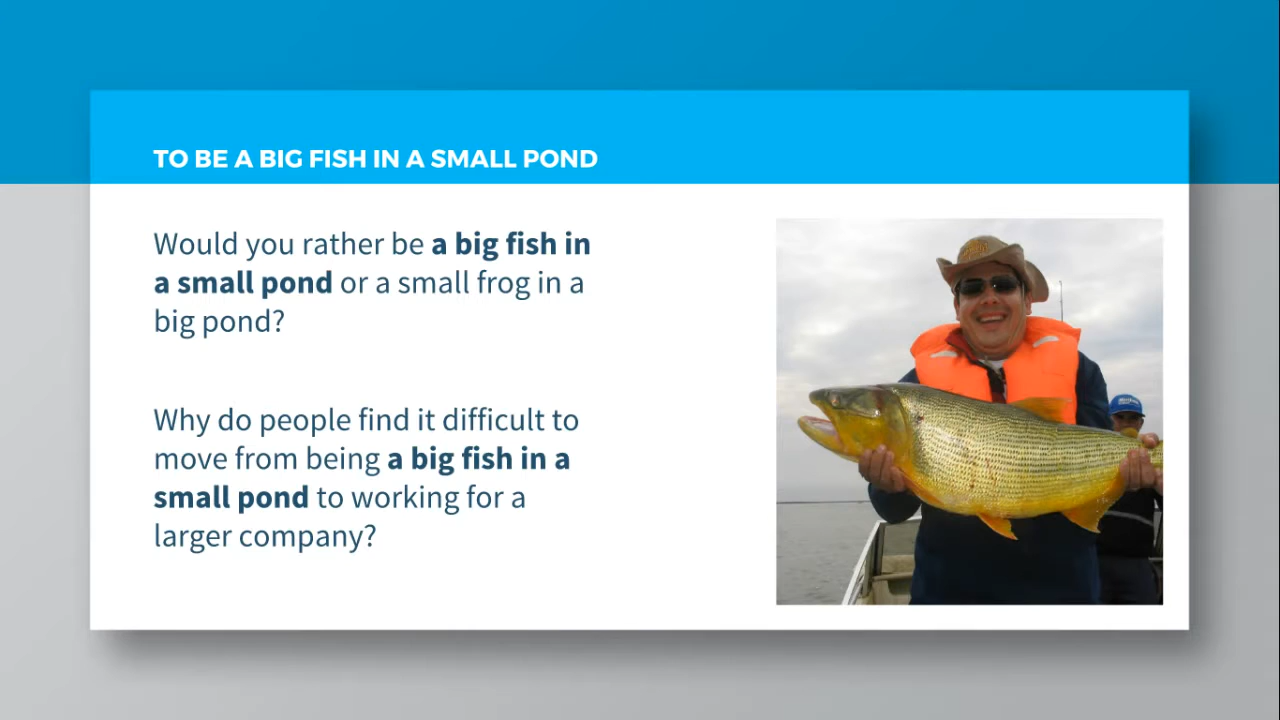 TO BE A BIG FISH IN A SMALL POND
Would you rather be a big fish in
a small pond or a small frog in a
big pond?
Why do people find it difficult to
move from being a big fish in a
small pond to working for a
larger company?